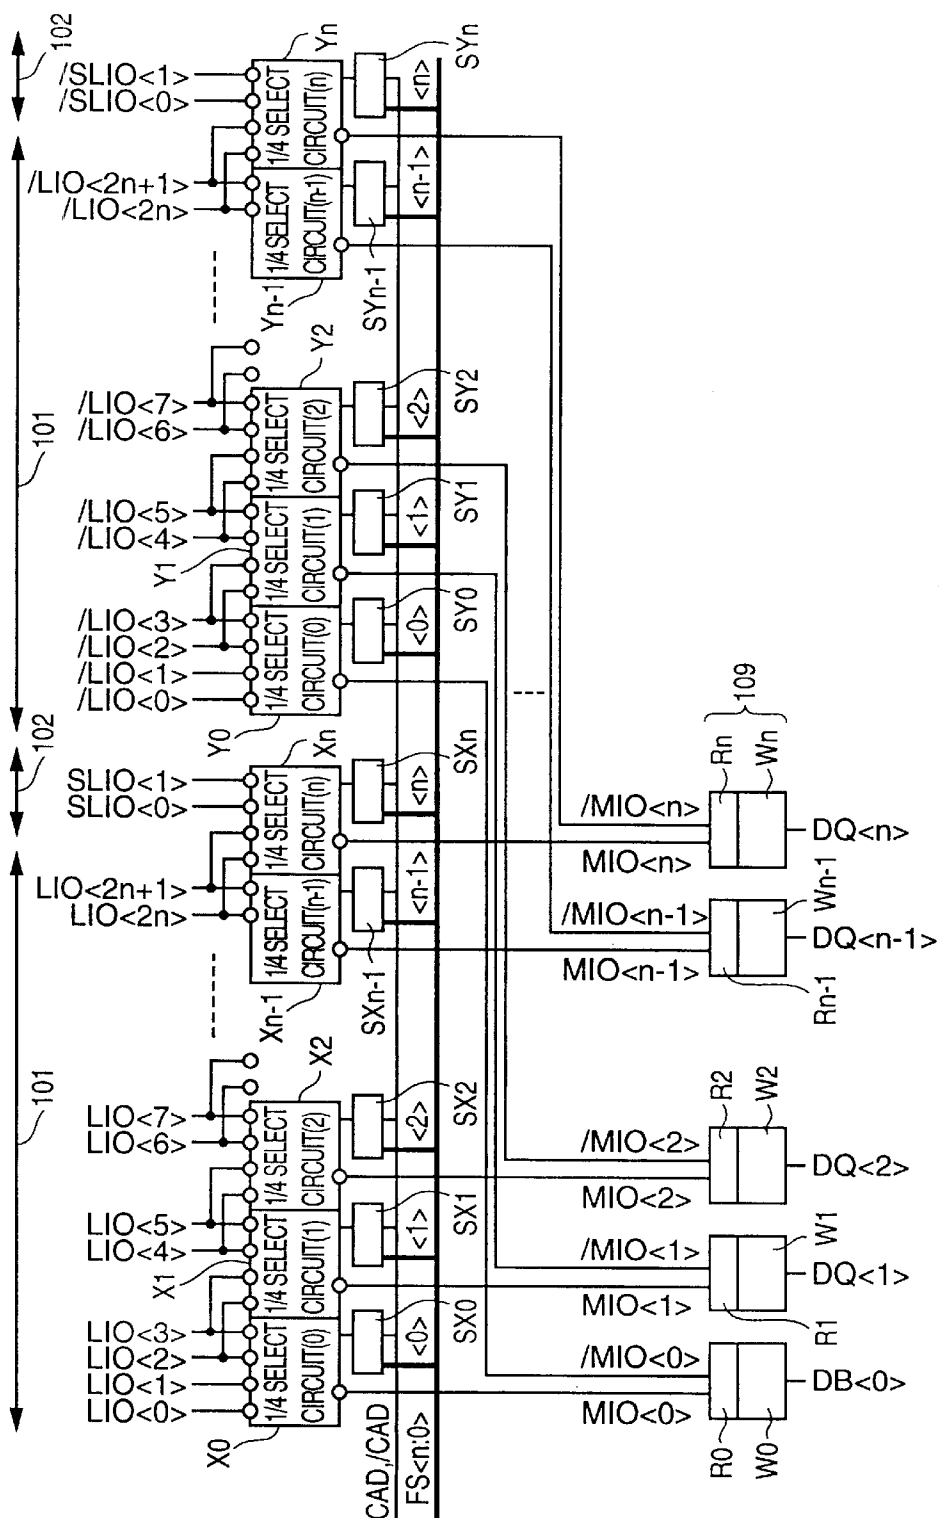 102
101
102
101
/SLIO<1>
/SLIO<0>
/LIO<2n+1>
/LIO<2n>
/LIO<7>
/LIO<6>
/LIO<5>
/LIO<4>
/LIO<3>
/LIO<2>
/LIO<1>
/LIO<0>
SLIO<1>
SLIO<0>
LIO<2n+1>
LIO<2n>
LIO<7>
LIO<6>
LIO<5>
LIO<4>
LIO<3>
LIO<2>
LIO<1>
LIO<0>
Yn
1/4 SELECT
CIRCUIT(n)
1/4 SELECT
CIRCUIT(n-1)
Yn-1
Y2
1/4 SELECT
CIRCUIT(2)
Y1
1/4 SELECT
CIRCUIT(1)
1/4 SELECT
CIRCUIT(0)
Y0
Xn
1/4 SELECT
CIRCUIT(n)
1/4 SELECT
CIRCUIT(n-1)
Xn-1
X2
1/4 SELECT
CIRCUIT(2)
X1
1/4 SELECT
CIRCUIT(1)
1/4 SELECT
CIRCUIT(0)
X0
SYn
<n>
SYn-1
<n-1>
SY2
<2>
SY1
<1>
SY0
<0>
SXn
<n>
SXn-1
<n-1>
SX2
<2>
SX1
<1>
SX0
<0>
CAD,/CAD
FS<n:0>
/MIO<n>
MIO<n>
/MIO<n-1>
MIO<n-1>
/MIO<2>
MIO<2>
/MIO<1>
MIO<1>
/MIO<0>
MIO<0>
109
Rn
Wn
DQ<n>
Wn-1
Rn-1
DQ<n-1>
R2
W2
DQ<2>
W1
R1
DQ<1>
R0
W0
DB<0>